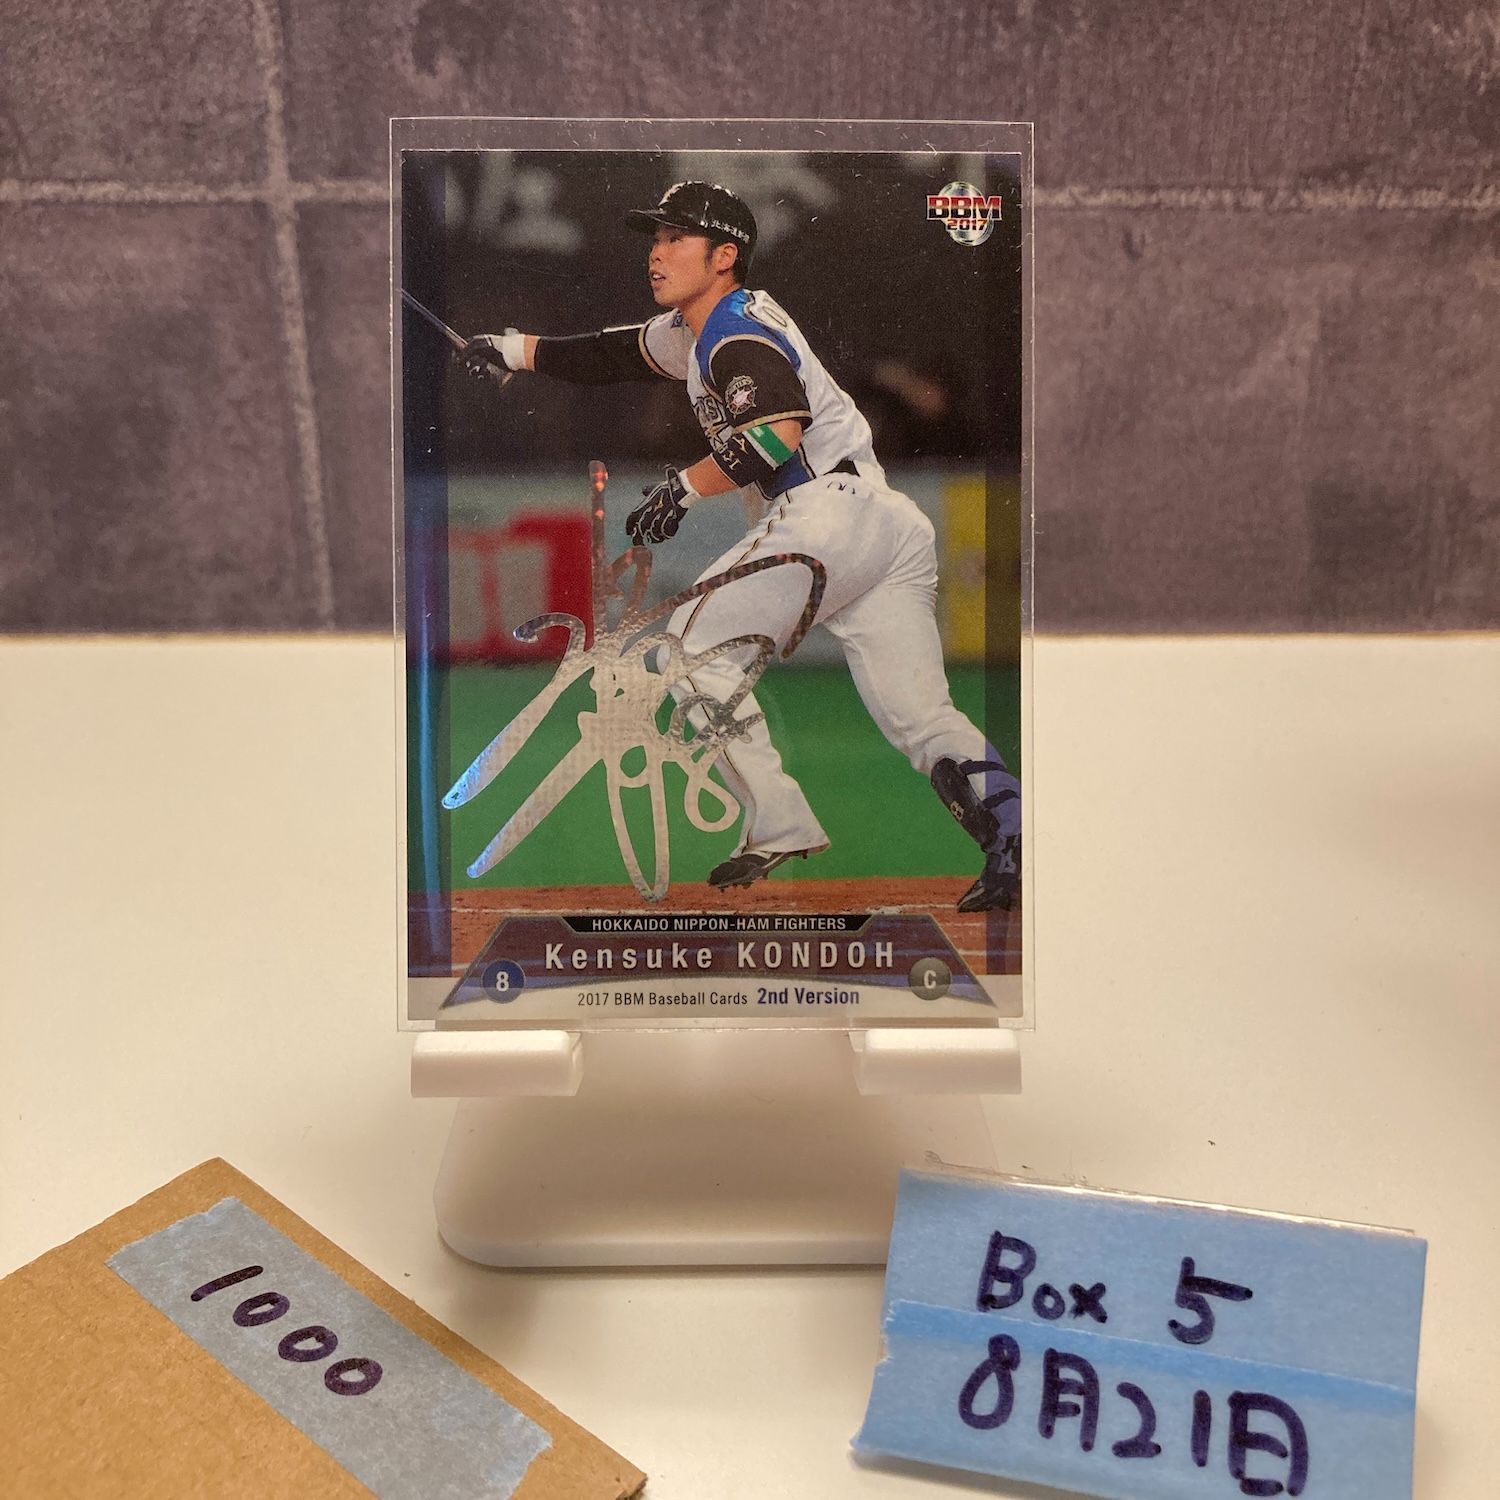 BBM
2017
HOKKAIDO NIPPON-HAM FIGHTERS
Kensuke KONDOH
8
C
2017 BBM Baseball Cards 2nd Version
1000
Box 5
8月21日